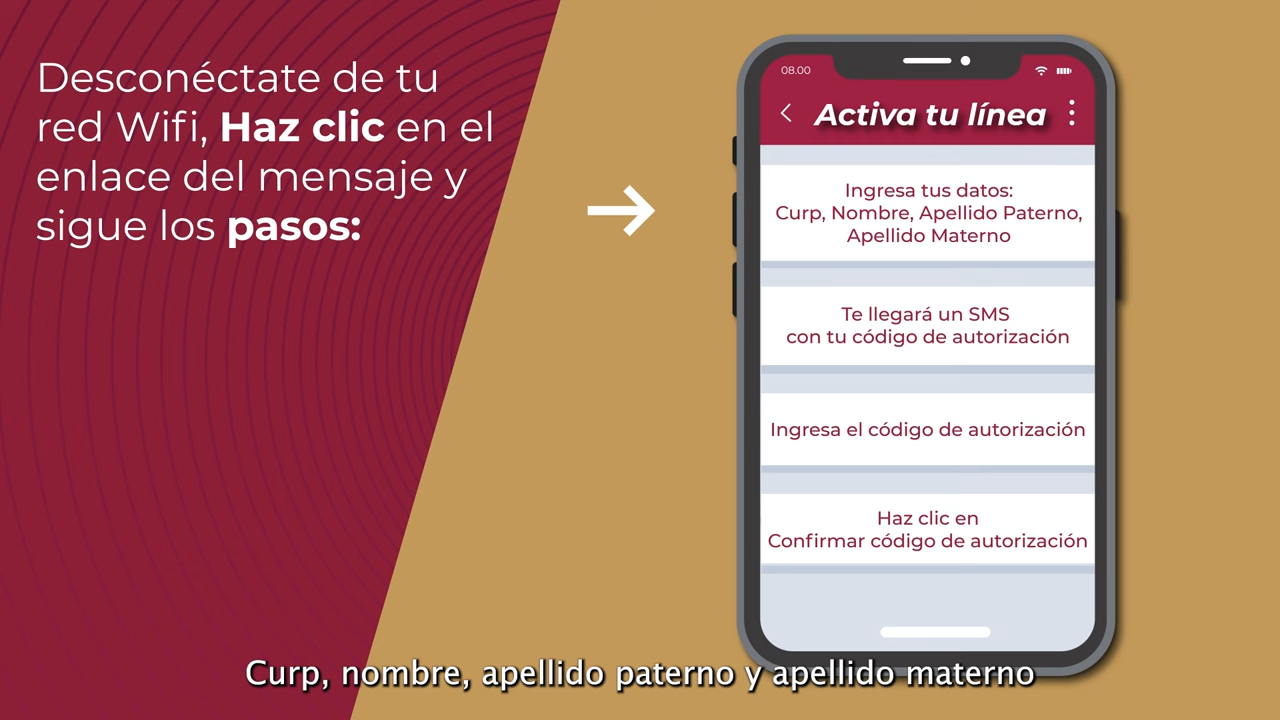 Desconéctate de tu
red Wifi, Haz clic en el
enlace del mensaje y
sigue los pasos:
08.00
Activa tu línea
Ingresa tus datos:
Curp, Nombre, Apellido Paterno,
Apellido Materno
Te llegará un SMS
con tu código de autorización
Ingresa el código de autorización
Haz clic en
Confirmar código de autorización
Curp, nombre, apellido paterno y apellido materno